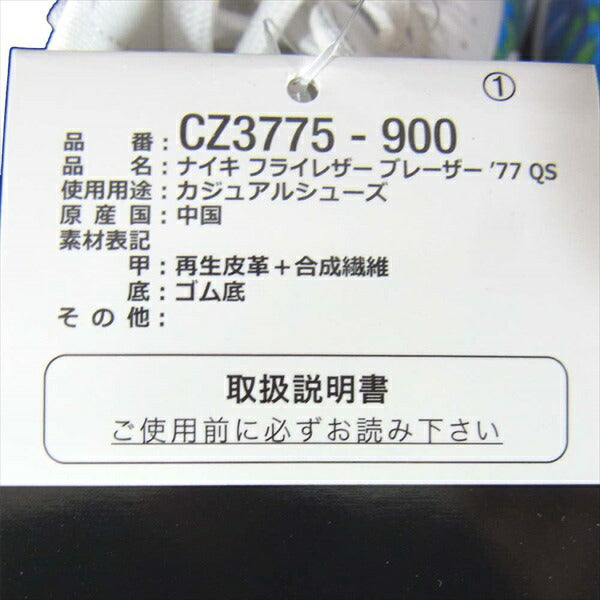 ①
品 番：CZ3775 - 900
品 名：ナイキ フライレザー ブレーザー '77 QS
使用用途：カジュアルシューズ
原 産 国：中国
素材表記
甲：再生皮革＋合成繊維
底：ゴム底
そ の 他：
取扱説明書
ご使用前に必ずお読み下さい